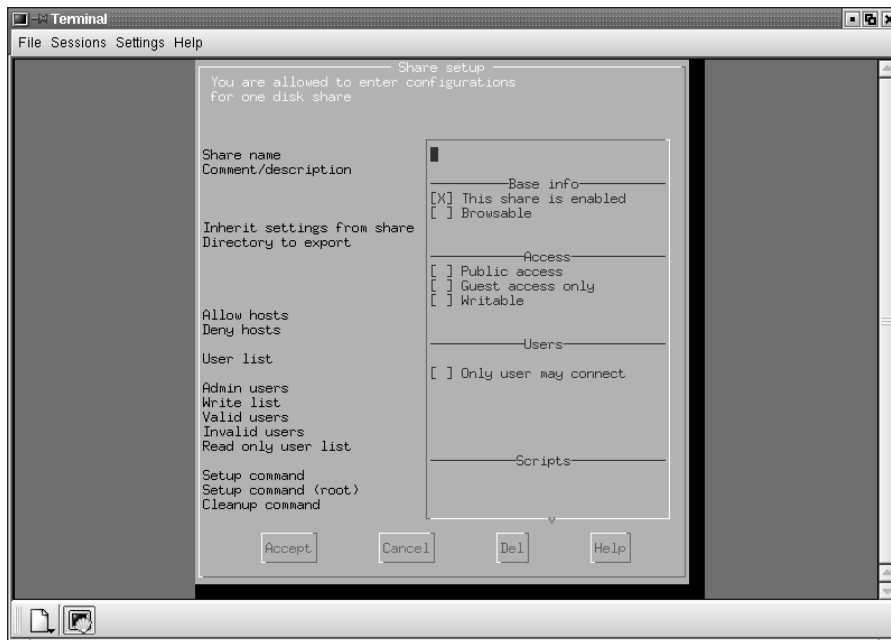 Terminal
File Sessions Settings Help
Share setup
You are allowed to enter configurations
for one disk share
Share name
Comment/description
Base info
[X] This share is enabled
[ ] Browsable
Inherit settings from share
Directory to export
Access
[ ] Public access
[ ] Guest access only
[ ] Writable
Allow hosts
Deny hosts
Users
User list
[ ] Only user may connect
Admin users
Write list
Valid users
Invalid users
Read only user list
Scripts
Setup command
Setup command (root)
Cleanup command
Accept Cancel Del Help